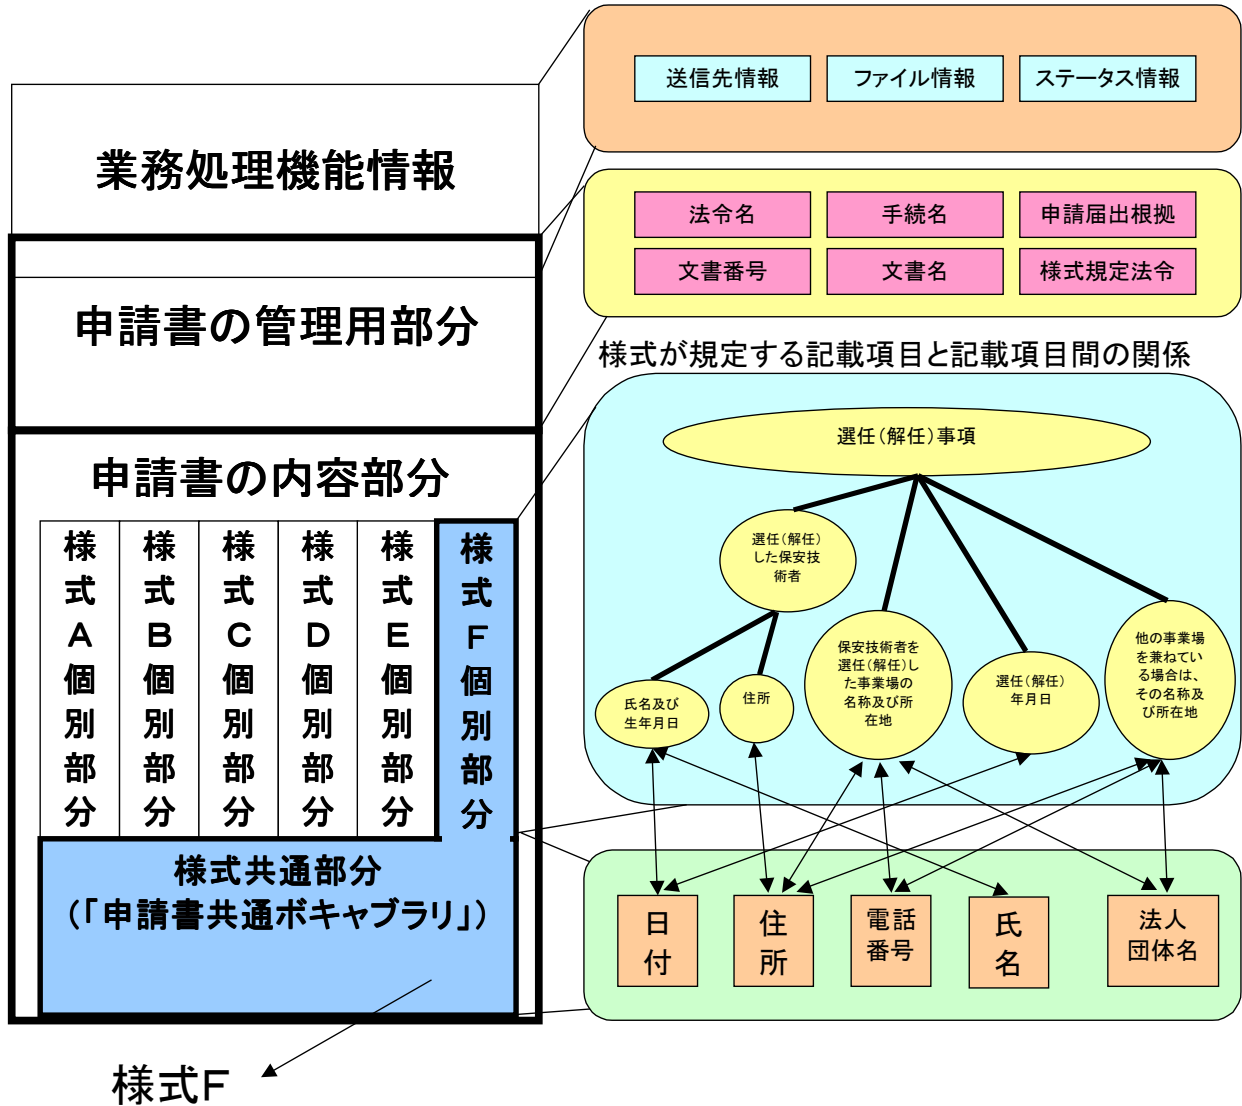 業務処理機能情報
申請書の管理用部分
申請書の内容部分
様式A個別部分
様式B個別部分
様式C個別部分
様式D個別部分
様式E個別部分
様式F個別部分
様式共通部分
(「申請書共通ボキャブラリ」)
様式F
送信先情報
ファイル情報
ステータス情報
法令名
手続名
申請届出根拠
文書番号
文書名
様式規定法令
様式が規定する記載項目と記載項目間の関係
選任(解任)事項
選任(解任)
した保安技
術者
氏名及び
生年月日
住所
保安技術者を
選任(解任)し
た事業場の
名称及び所
在地
選任(解任)
年月日
他の事業場
を兼ねてい
る場合は、
その名称及
び所在地
日
付
住
所
電話
番号
氏
名
法人
団体名